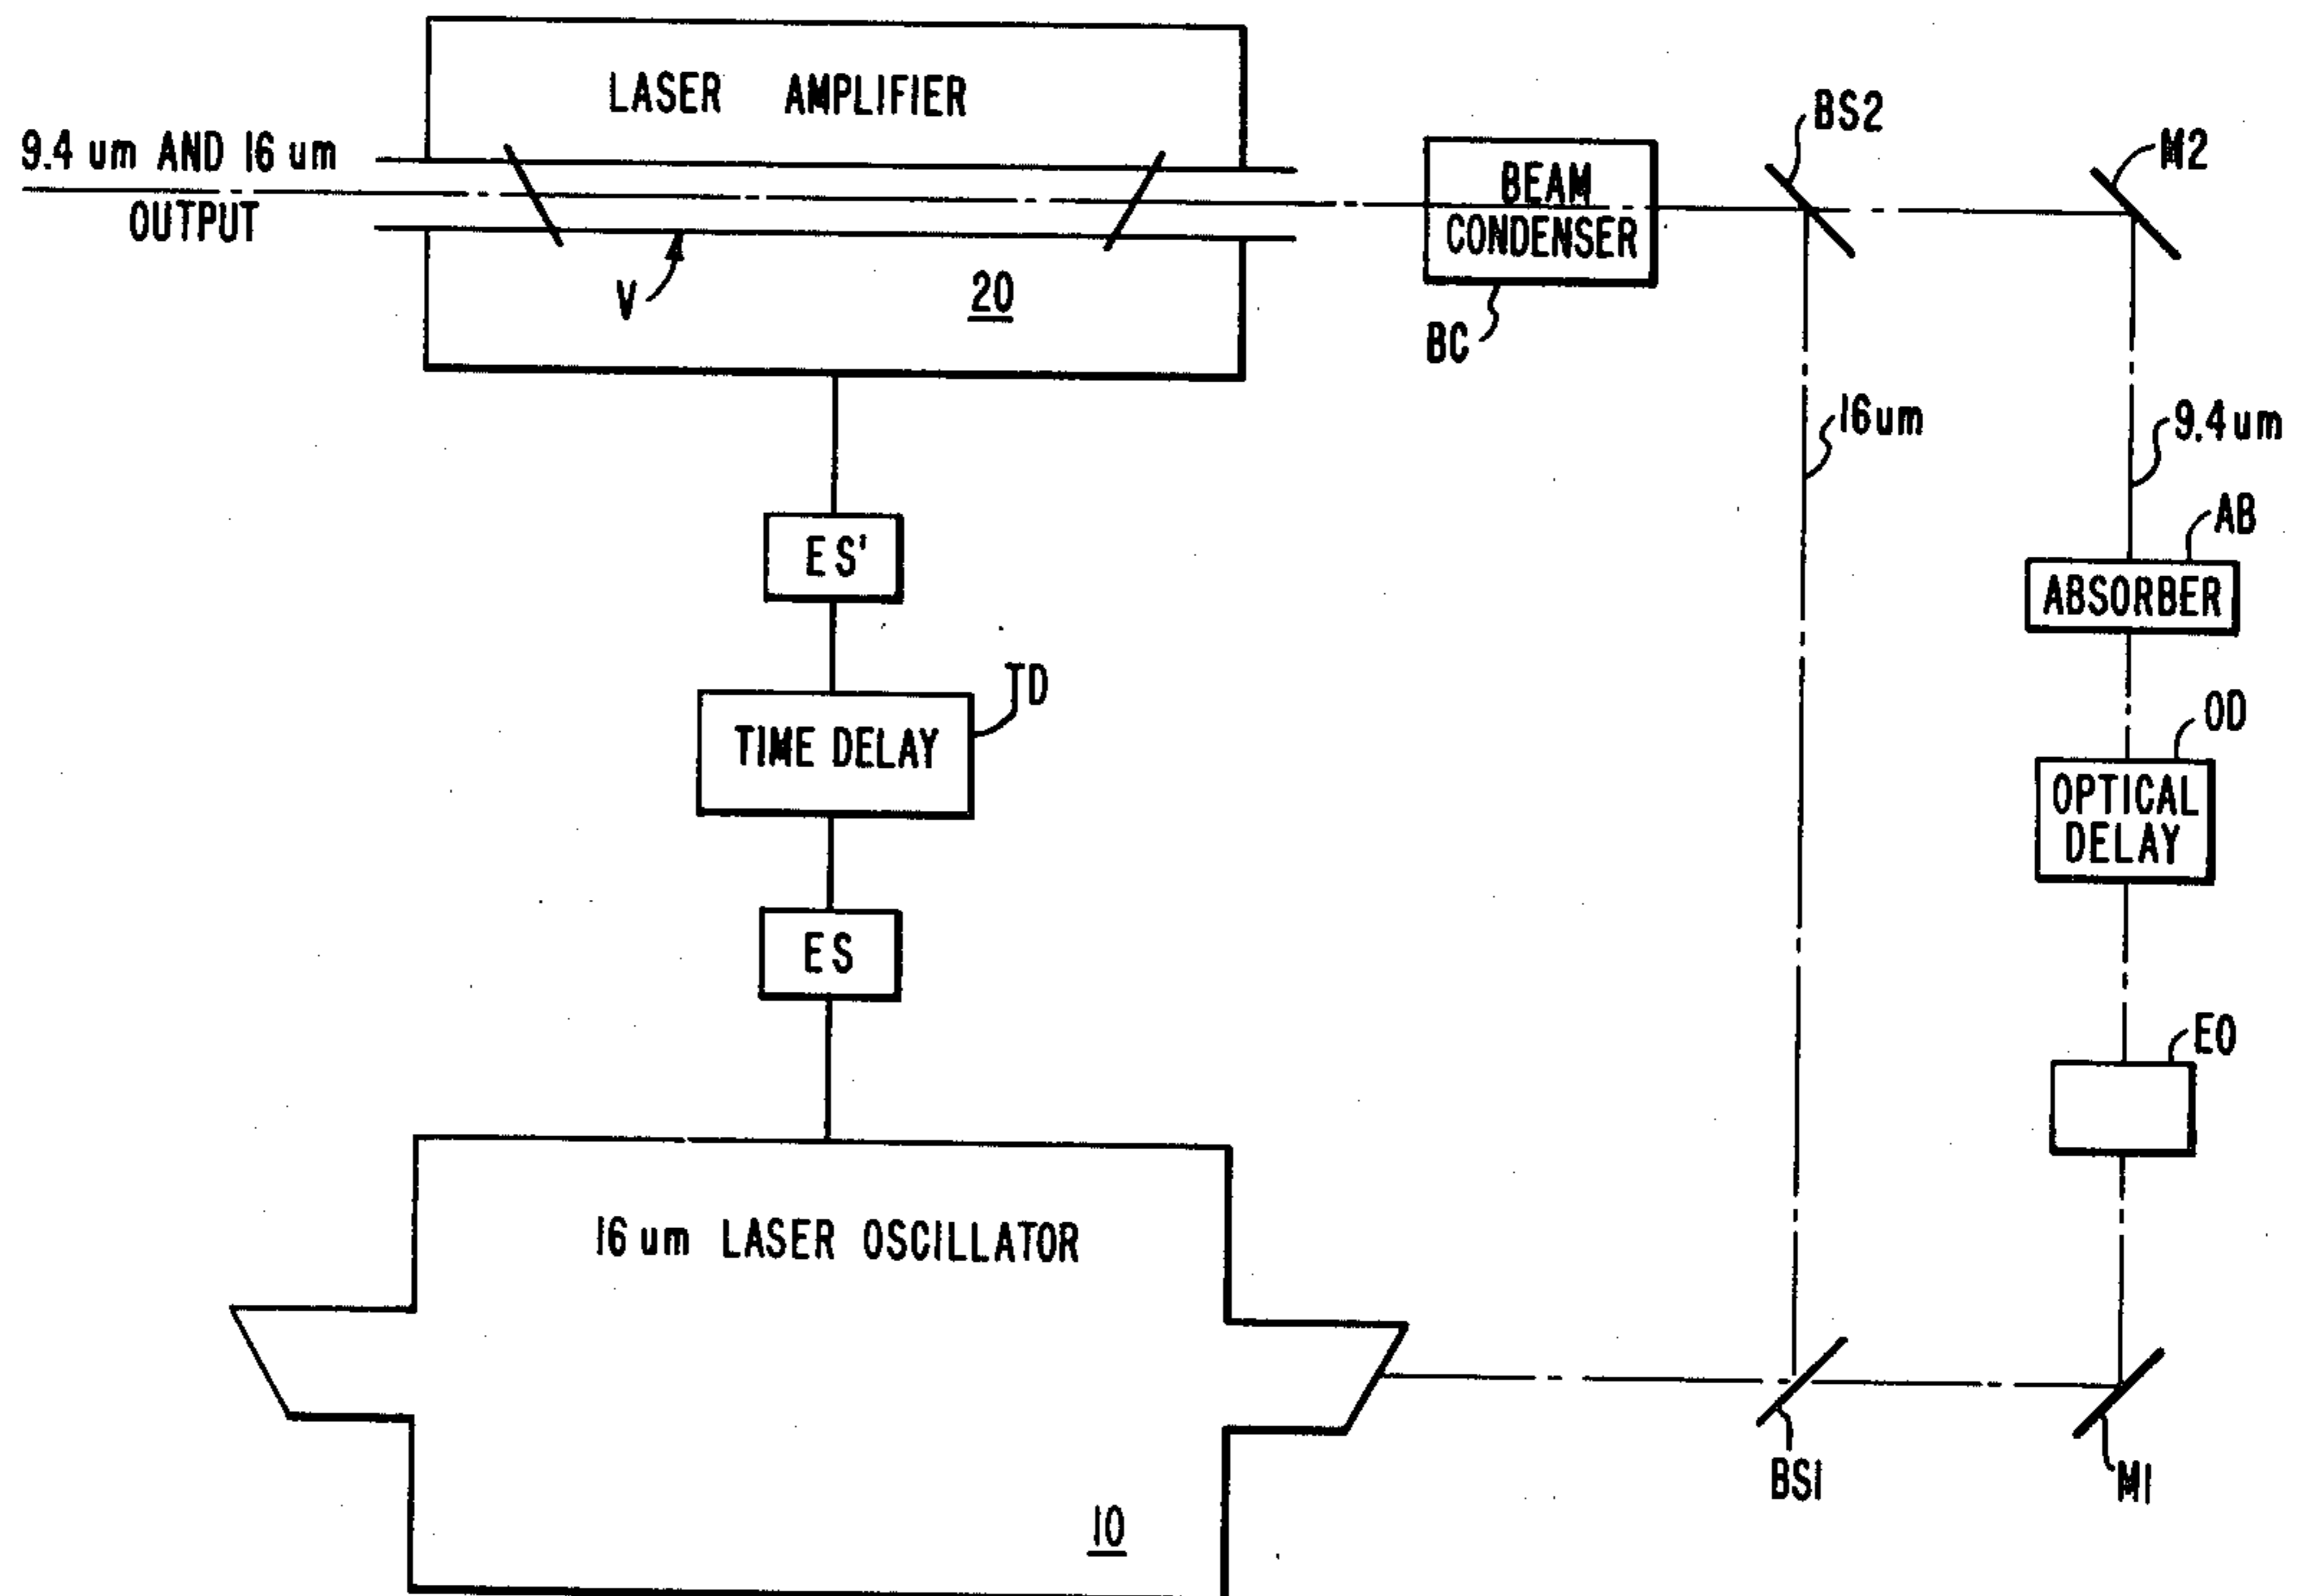 LASER AMPLIFIER
9.4 um AND 16 um
OUTPUT
V
20
BEAM
CONDENSER
BC
BS2
M2
16um
9.4um
AB
ABSORBER
OD
OPTICAL
DELAY
EO
ES'
TD
TIME DELAY
ES
16 um LASER OSCILLATOR
10
BS1
M1